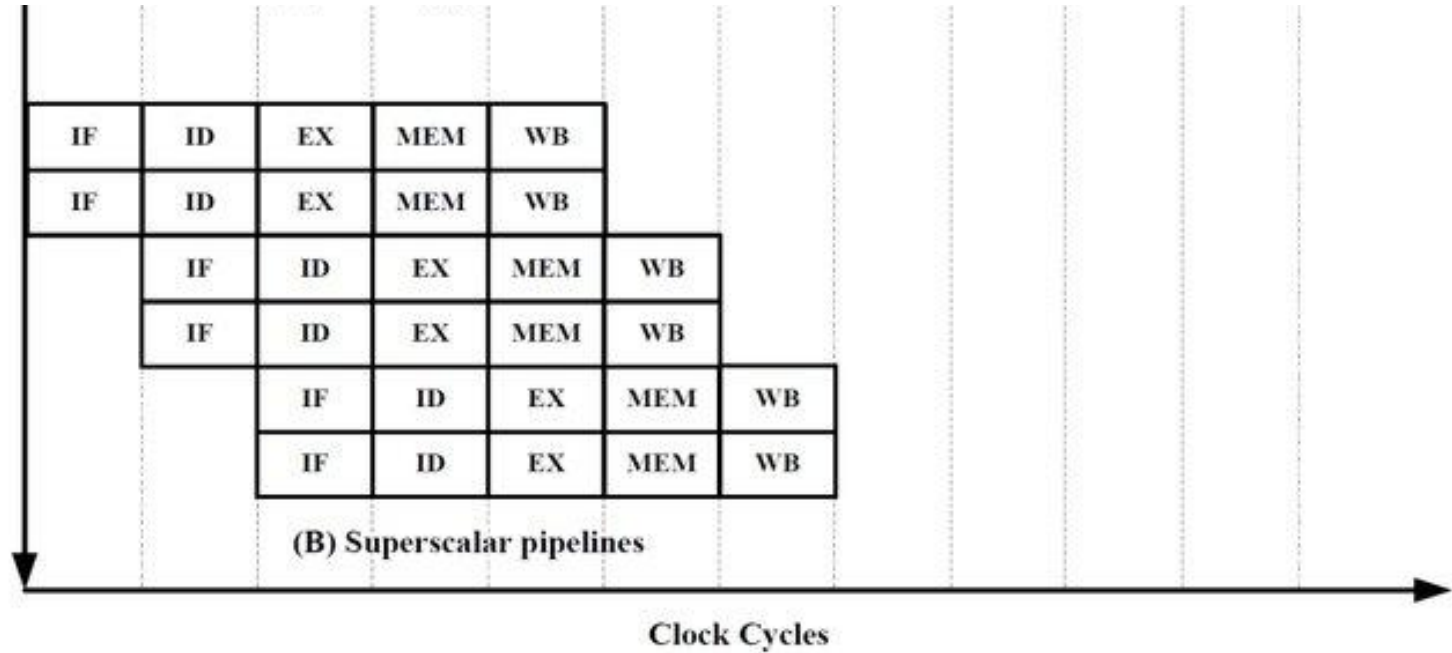 IF ID EX MEM WB
IF ID EX MEM WB
IF ID EX MEM WB
IF ID EX MEM WB
IF ID EX MEM WB
IF ID EX MEM WB
(B) Superscalar pipelines
Clock Cycles